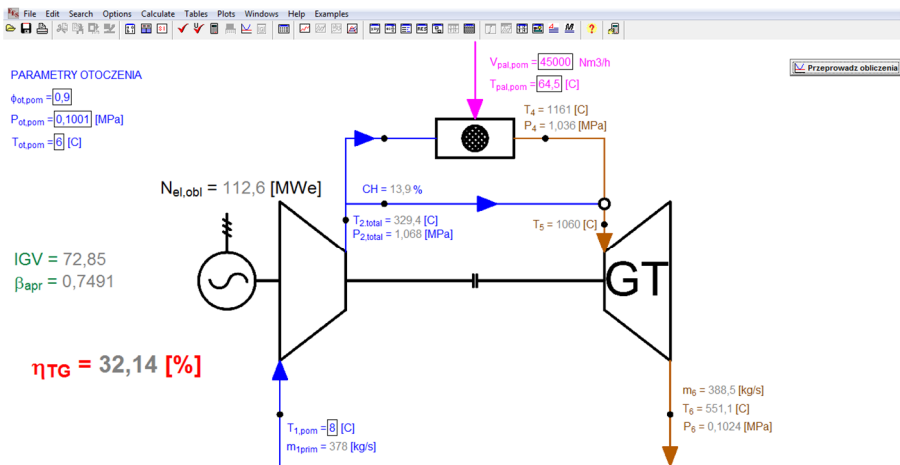 File Edit Search Options Calculate Tables Plots Windows Help Examples
PARAMETRY OTOCZENIA
ϕot,pom = 0,9
Pot,pom = 0,1001 [MPa]
Tot,pom = 6 [C]
Vpal,pom = 45000 Nm3/h
Tpal,pom = 64,5 [C]
Przeprowadz obliczenia
T4 = 1161 [C]
P4 = 1,036 [MPa]
Nel,obl = 112,6 [MWe]
CH = 13,9 %
T2.total = 329,4 [C]
P2,total = 1,068 [MPa]
T5 = 1060 [C]
IGV = 72,85
βapr = 0,7491
GT
ηTG = 32,14 [%]
m6 = 388,5 [kg/s]
T6 = 551,1 [C]
P6 = 0,1024 [MPa]
T1,pom = 8 [C]
m1prim = 378 [kg/s]